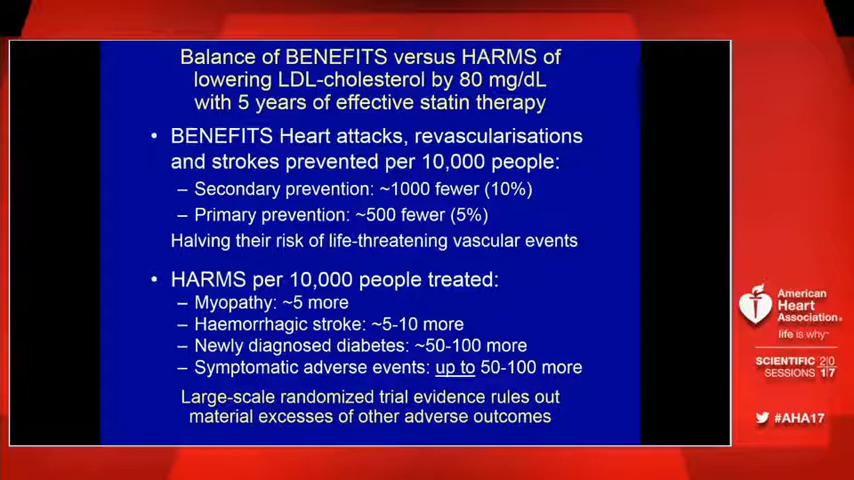 Balance of BENEFITS versus HARMS of
lowering LDL-cholesterol by 80 mg/dL
with 5 years of effective statin therapy
• BENEFITS Heart attacks, revascularisations
and strokes prevented per 10,000 people:
– Secondary prevention: ~1000 fewer (10%)
– Primary prevention: ~500 fewer (5%)
Halving their risk of life-threatening vascular events
• HARMS per 10,000 people treated:
– Myopathy: ~5 more
– Haemorrhagic stroke: ~5-10 more
– Newly diagnosed diabetes: ~50-100 more
– Symptomatic adverse events: up to 50-100 more
Large-scale randomized trial evidence rules out
material excesses of other adverse outcomes
American
Heart
Association®
life is why™
SCIENTIFIC 20
SESSIONS 17
#AHA17